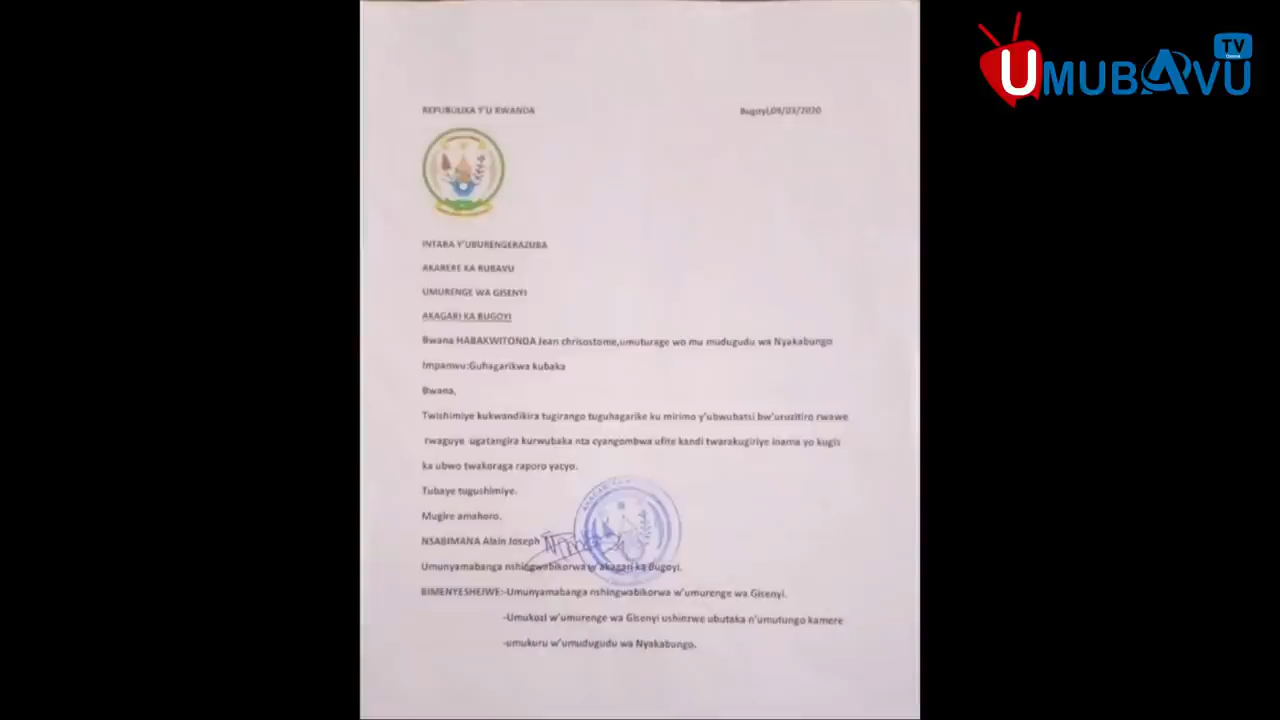 UMUBAVU TV
REPUBULIKA Y'U RWANDA
Bugoyi,09/03/2020
INTARA Y'UBURENGERAZUBA
AKARERE KA RUBAVU
UMURENGE WA GISENYI
AKAGARI KA BUGOYI
Bwana HABAKWITONDA Jean chrisostome,umuturage wo mu mudugudu wa Nyakabungo
Impamvu:Guhagarikwa kubaka
Bwana,
Twishimiye kukwandikira tugirango tuguhagarike ku mirimo y'ubwubatsi bw'uruzitiro rwawe
rwaguye ugatangira kurwubaka nta cyangombwa ufite kandi twarakugiriye inama yo kugis
ka ubwo twakoraga raporo yacyo.
Tubaye tugushimiye.
Mugire amahoro.
NSABIMANA Alain Joseph
Umunyamabanga nshingwabikorwa w'akagari ka Bugoyi.
BIMENYESHEJWE:-Umunyamabanga nshingwabikorwa w'umurenge wa Gisenyi.
-Umukozi w'umurenge wa Gisenyi ushinzwe ubutaka n'umutungo kamere
-umukuru w'umudugudu wa Nyakabungo.